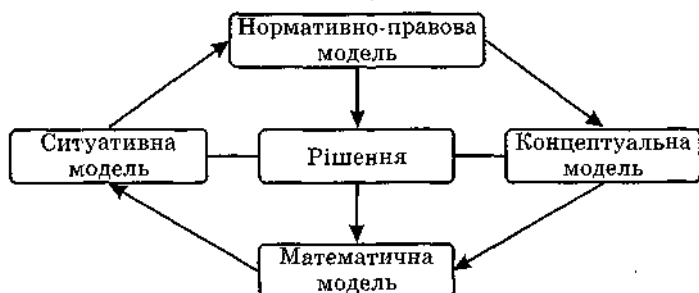 Нормативно-правова
модель
Ситуативна
модель
Рішення
Концептуальна
модель
Математична
модель